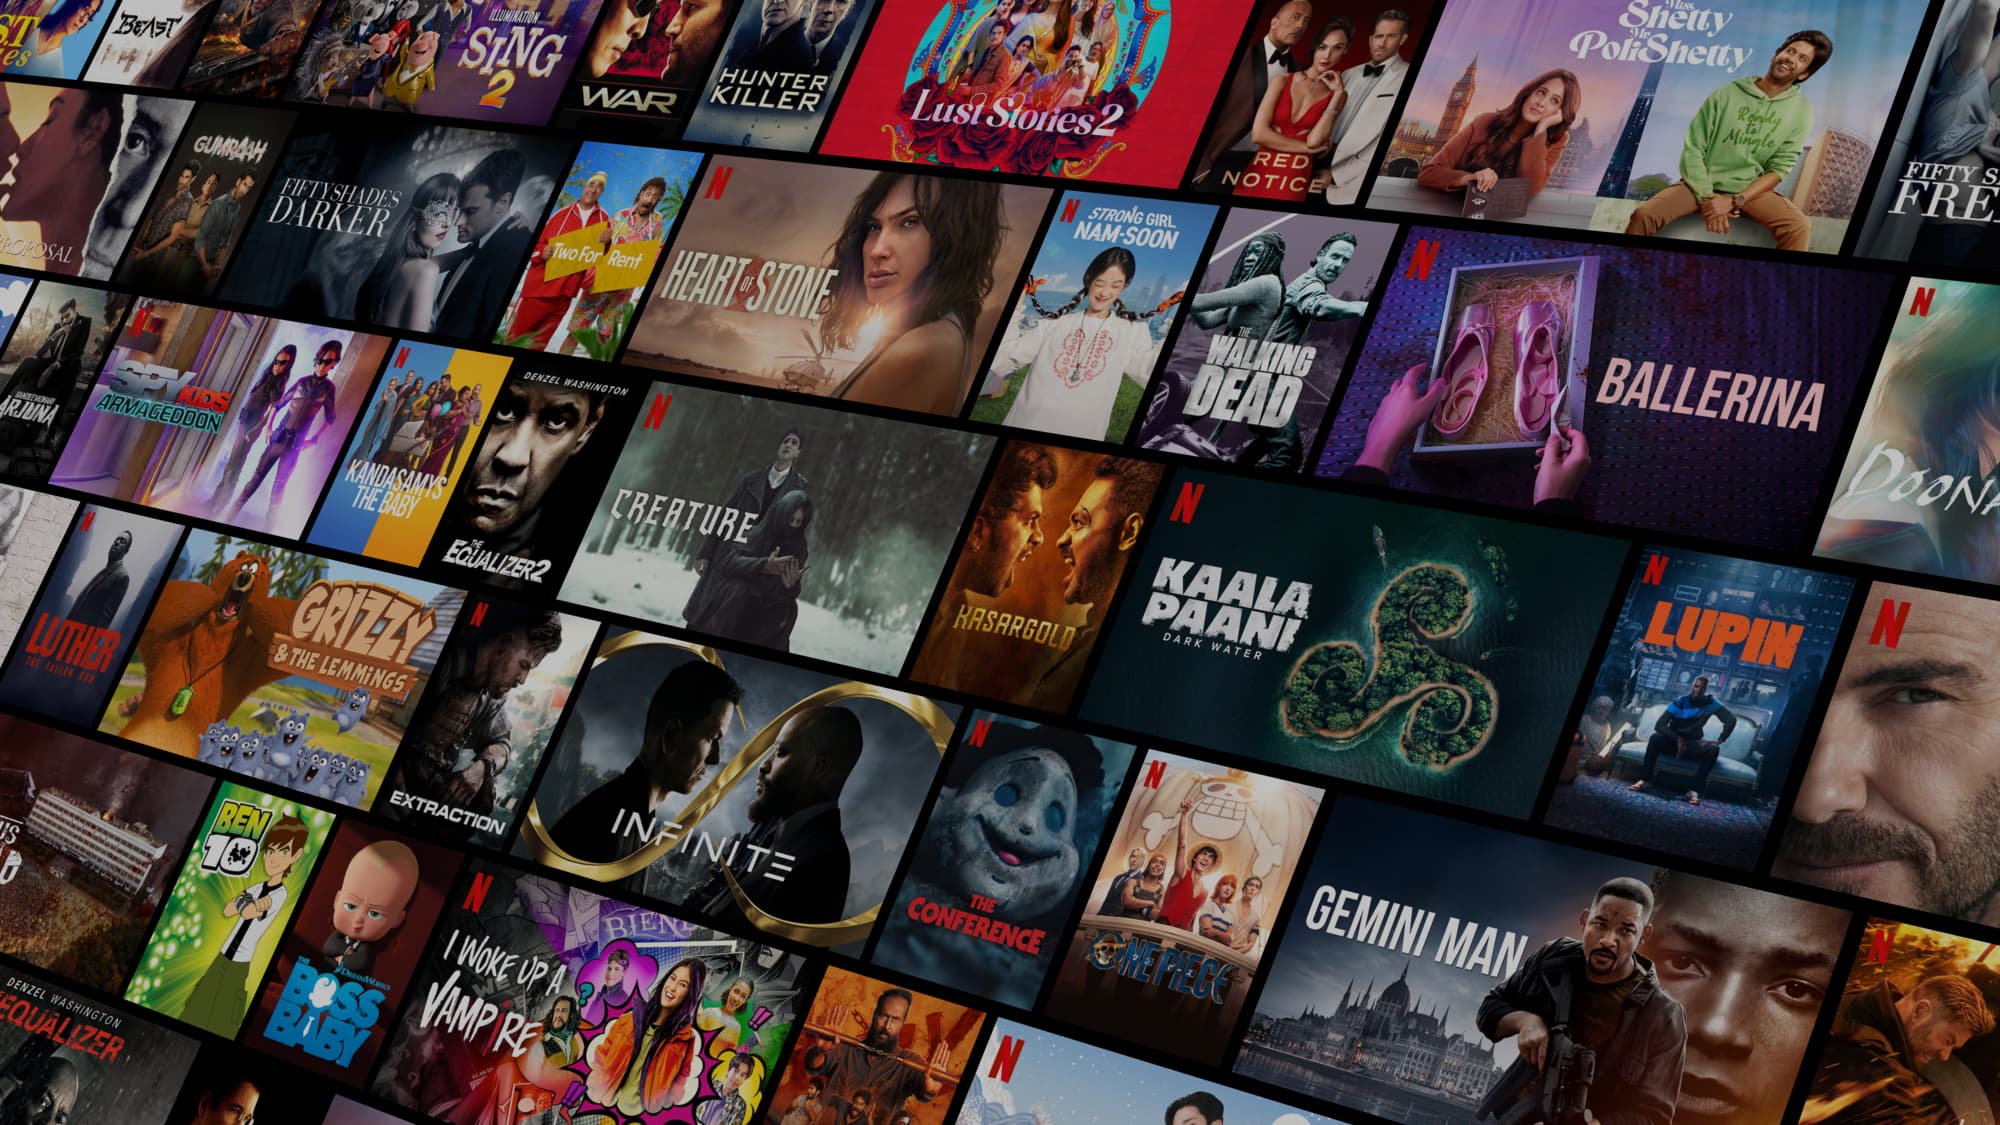 BEAST
ILLUMINATION
SING
2
WAR
HUNTER
KILLER
Lust Stories 2
RED
NOTICE
Miss
Shetty
Mr
PoliShetty
Ready
to
Mingle
FIFTY
FRE
PROPOSAL
GUMRAAH
FIFTY SHADES
DARKER
Two For Rent
N
HEART OF STONE
N
STRONG GIRL
NAM-SOON
THE
WALKING
DEAD
N
BALLERINA
N
DOONA
ARJUNA
N
SPY KIDS
ARMAGEDDON
N
KANDASAMYS
THE BABY
DENZEL WASHINGTON
THE
EQUALIZER 2
N
CREATURE
KASARGOLD
N
KAALA
PAANI
DARK WATER
N
LUPIN
N
N
LUTHER
THE FALLEN SUN
GRIZZY
& THE LEMMINGS
N
EXTRACTION
INFINITE
N
THE
CONFERENCE
N
ONE PIECE
GEMINI MAN
N
BEN
10
THE
DREAMWORKS
BOSS
BABY
N
I WOKE UP A
VAMPIRE
BIEN
DENZEL WASHINGTON
EQUALIZER
N